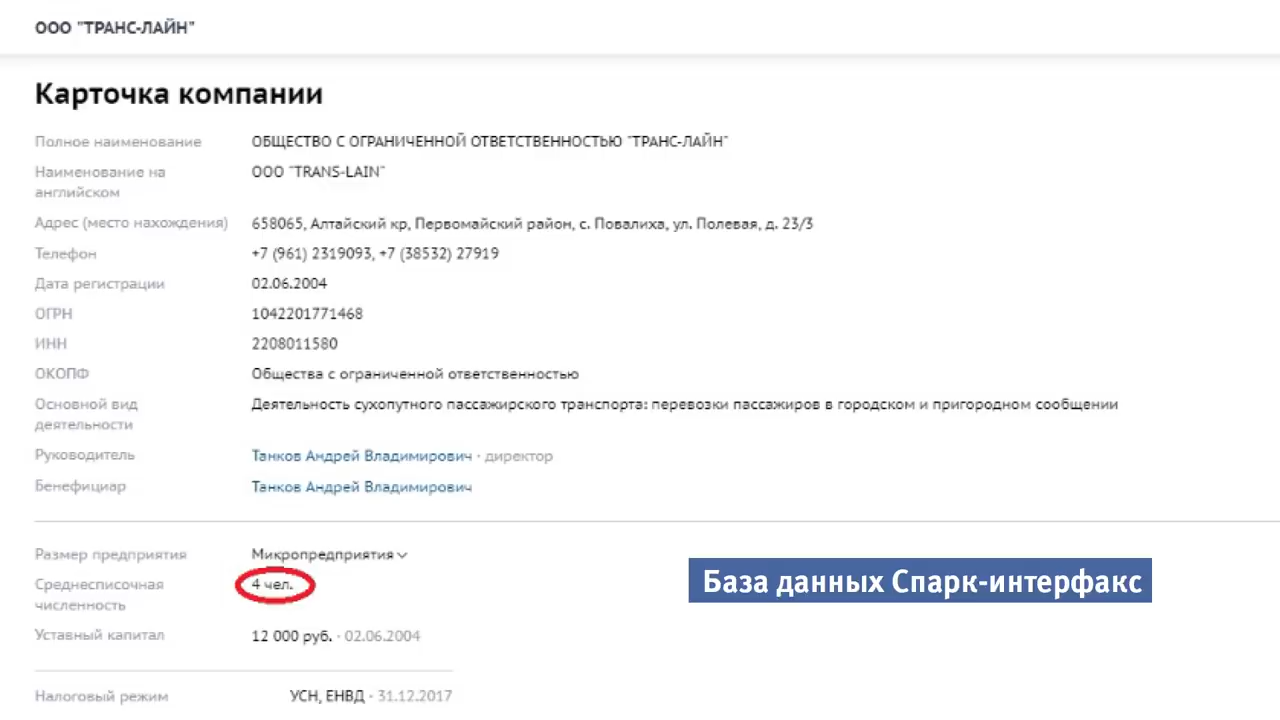 ООО "ТРАНС-ЛАЙН"
Карточка компании
Полное наименование ОБЩЕСТВО С ОГРАНИЧЕННОЙ ОТВЕТСТВЕННОСТЬЮ "ТРАНС-ЛАЙН"
Наименование на английском ООО "TRANS-LAIN"
Адрес (место нахождения) 658065, Алтайский кр, Первомайский район, с. Повалиха, ул. Полевая, д. 23/3
Телефон +7 (961) 2319093, +7 (38532) 27919
Дата регистрации 02.06.2004
ОГРН 1042201771468
ИНН 2208011580
ОКОПФ Общества с ограниченной ответственностью
Основной вид деятельности Деятельность сухопутного пассажирского транспорта: перевозки пассажиров в городском и пригородном сообщении
Руководитель Танков Андрей Владимирович · директор
Бенефициар Танков Андрей Владимирович
Размер предприятия Микропредприятия
Среднесписочная численность 4 чел.
База данных Спарк-интерфакс
Уставный капитал 12 000 руб. · 02.06.2004
Налоговый режим УСН, ЕНВД · 31.12.2017